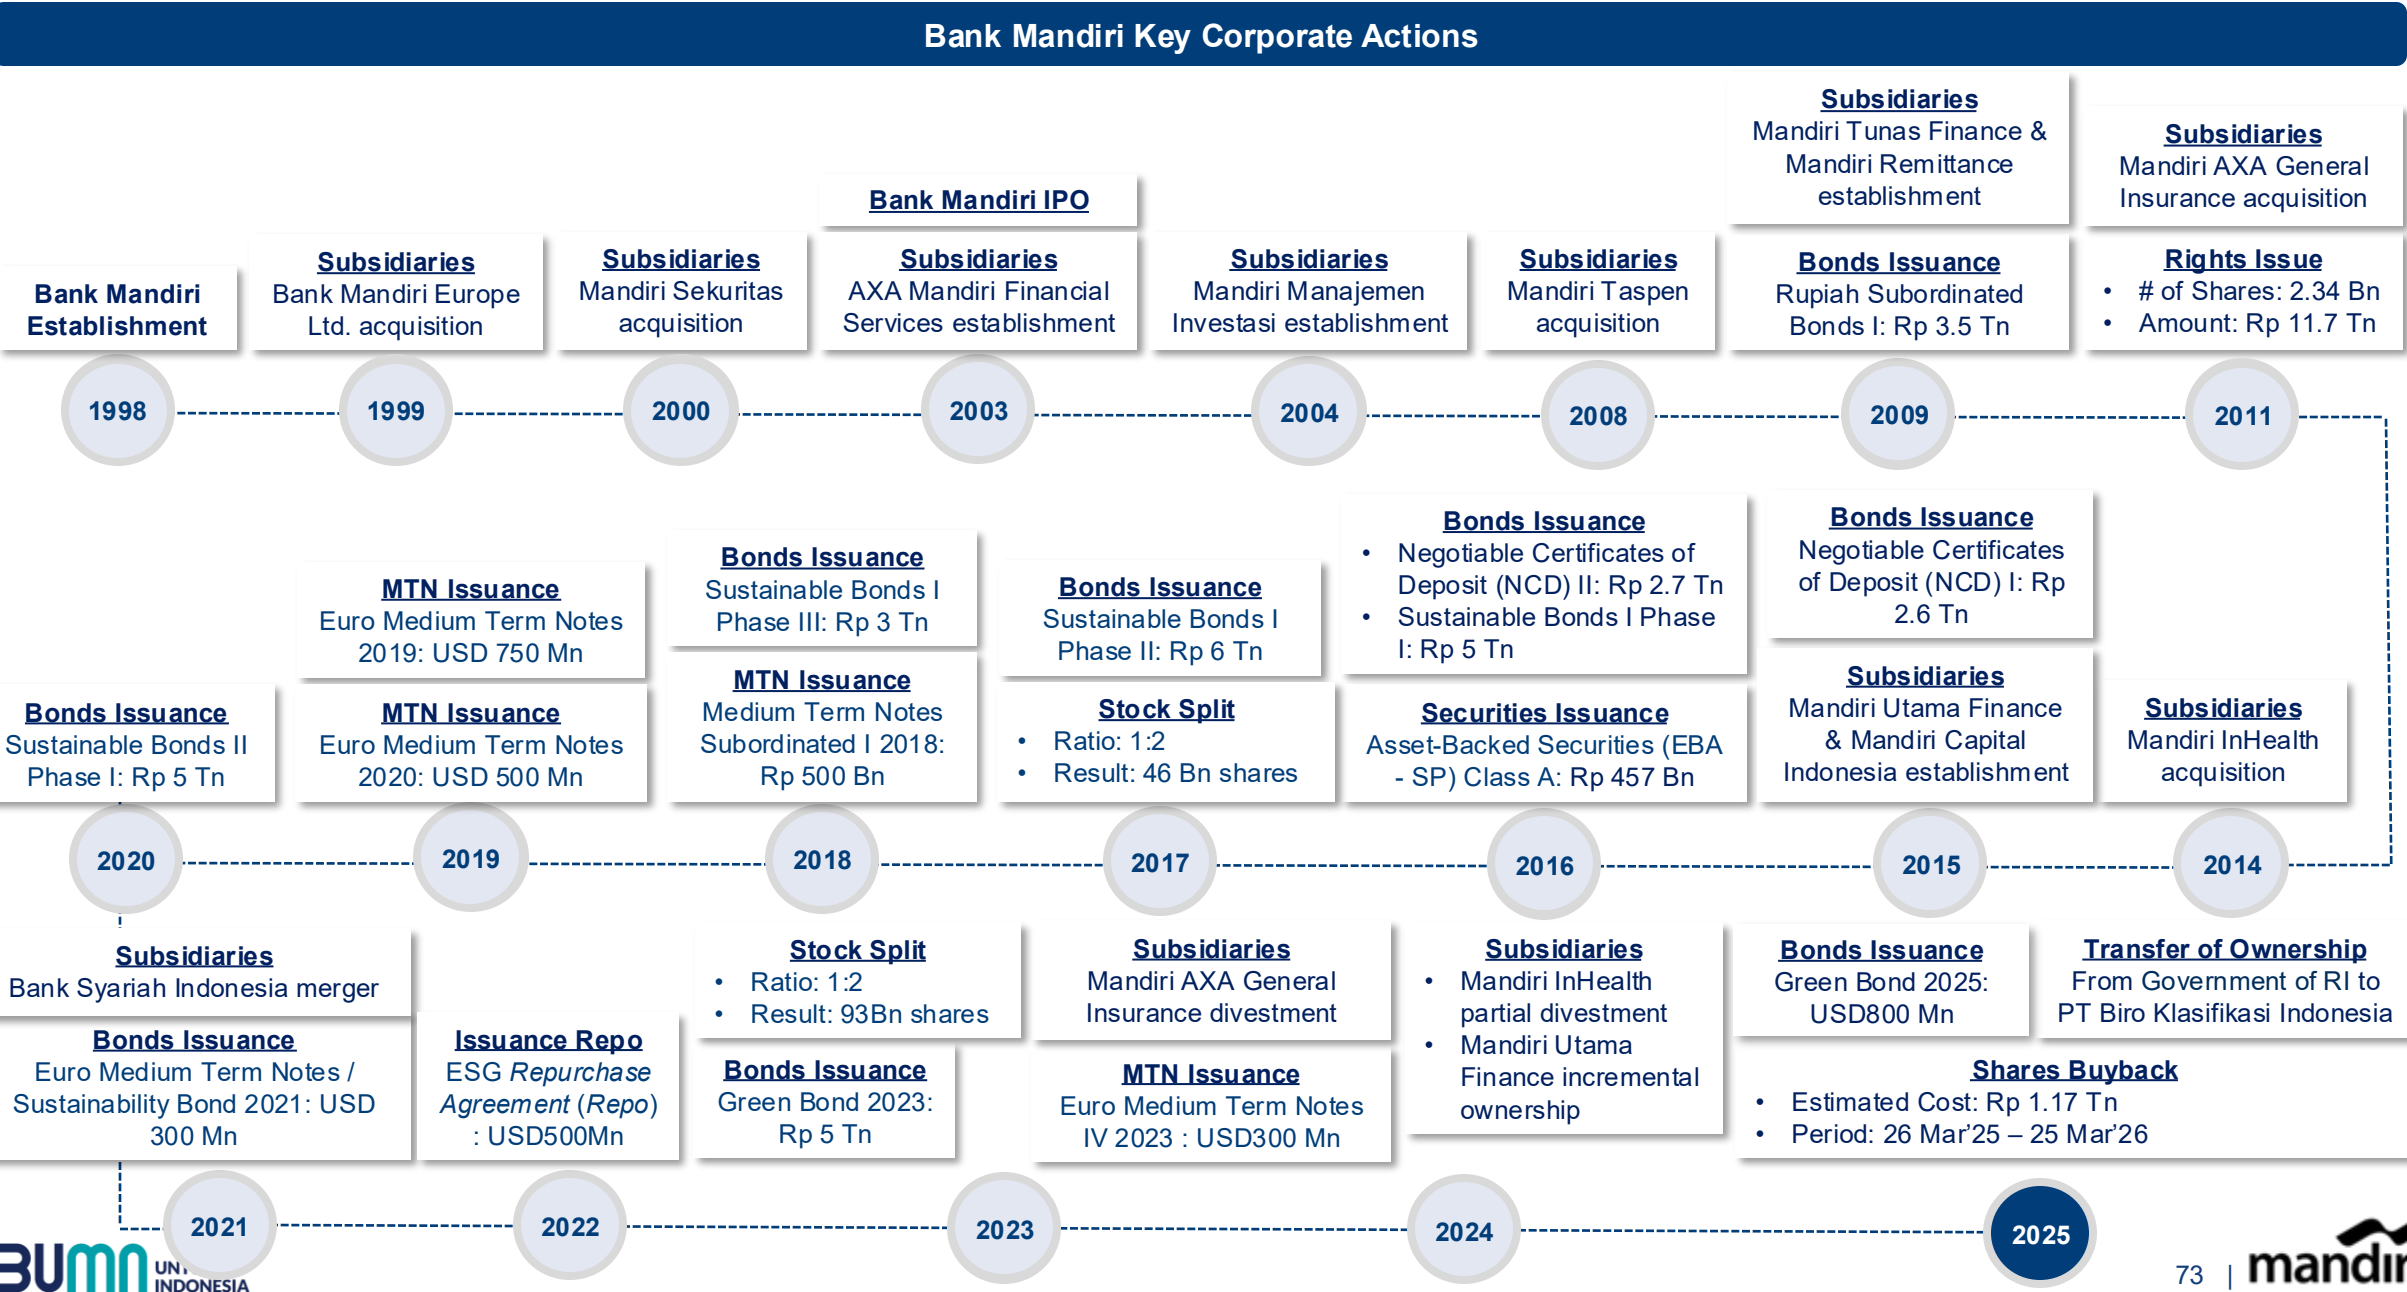 Bank Mandiri Key Corporate Actions
Bank Mandiri
Establishment
1998
Subsidiaries
Bank Mandiri Europe
Ltd. acquisition
1999
Subsidiaries
Mandiri Sekuritas
acquisition
2000
Bank Mandiri IPO
Subsidiaries
AXA Mandiri Financial
Services establishment
2003
Subsidiaries
Mandiri Manajemen
Investasi establishment
2004
Subsidiaries
Mandiri Taspen
acquisition
2008
Subsidiaries
Mandiri Tunas Finance &
Mandiri Remittance
establishment
Bonds Issuance
Rupiah Subordinated
Bonds I: Rp 3.5 Tn
2009
Subsidiaries
Mandiri AXA General
Insurance acquisition
Rights Issue
• # of Shares: 2.34 Bn
• Amount: Rp 11.7 Tn
2011
Bonds Issuance
Sustainable Bonds II
Phase I: Rp 5 Tn
2020
MTN Issuance
Euro Medium Term Notes
2019: USD 750 Mn
MTN Issuance
Euro Medium Term Notes
2020: USD 500 Mn
2019
Bonds Issuance
Sustainable Bonds I
Phase III: Rp 3 Tn
MTN Issuance
Medium Term Notes
Subordinated I 2018:
Rp 500 Bn
2018
Bonds Issuance
Sustainable Bonds I
Phase II: Rp 6 Tn
Stock Split
• Ratio: 1:2
• Result: 46 Bn shares
2017
Bonds Issuance
• Negotiable Certificates of
Deposit (NCD) II: Rp 2.7 Tn
• Sustainable Bonds I Phase
I: Rp 5 Tn
Securities Issuance
Asset-Backed Securities (EBA
- SP) Class A: Rp 457 Bn
2016
Bonds Issuance
Negotiable Certificates
of Deposit (NCD) I: Rp
2.6 Tn
Subsidiaries
Mandiri Utama Finance
& Mandiri Capital
Indonesia establishment
2015
Subsidiaries
Mandiri InHealth
acquisition
2014
Subsidiaries
Bank Syariah Indonesia merger
Bonds Issuance
Euro Medium Term Notes /
Sustainability Bond 2021: USD
300 Mn
2021
Issuance Repo
ESG Repurchase
Agreement (Repo)
: USD500Mn
2022
Stock Split
• Ratio: 1:2
• Result: 93Bn shares
Bonds Issuance
Green Bond 2023:
Rp 5 Tn
Subsidiaries
Mandiri AXA General
Insurance divestment
MTN Issuance
Euro Medium Term Notes
IV 2023 : USD300 Mn
2023
Subsidiaries
• Mandiri InHealth
partial divestment
• Mandiri Utama
Finance incremental
ownership
2024
Bonds Issuance
Green Bond 2025:
USD800 Mn
Transfer of Ownership
From Government of RI to
PT Biro Klasifikasi Indonesia
Shares Buyback
• Estimated Cost: Rp 1.17 Tn
• Period: 26 Mar’25 – 25 Mar’26
2025
BUMN
INDONESIA
73 |
mandiri